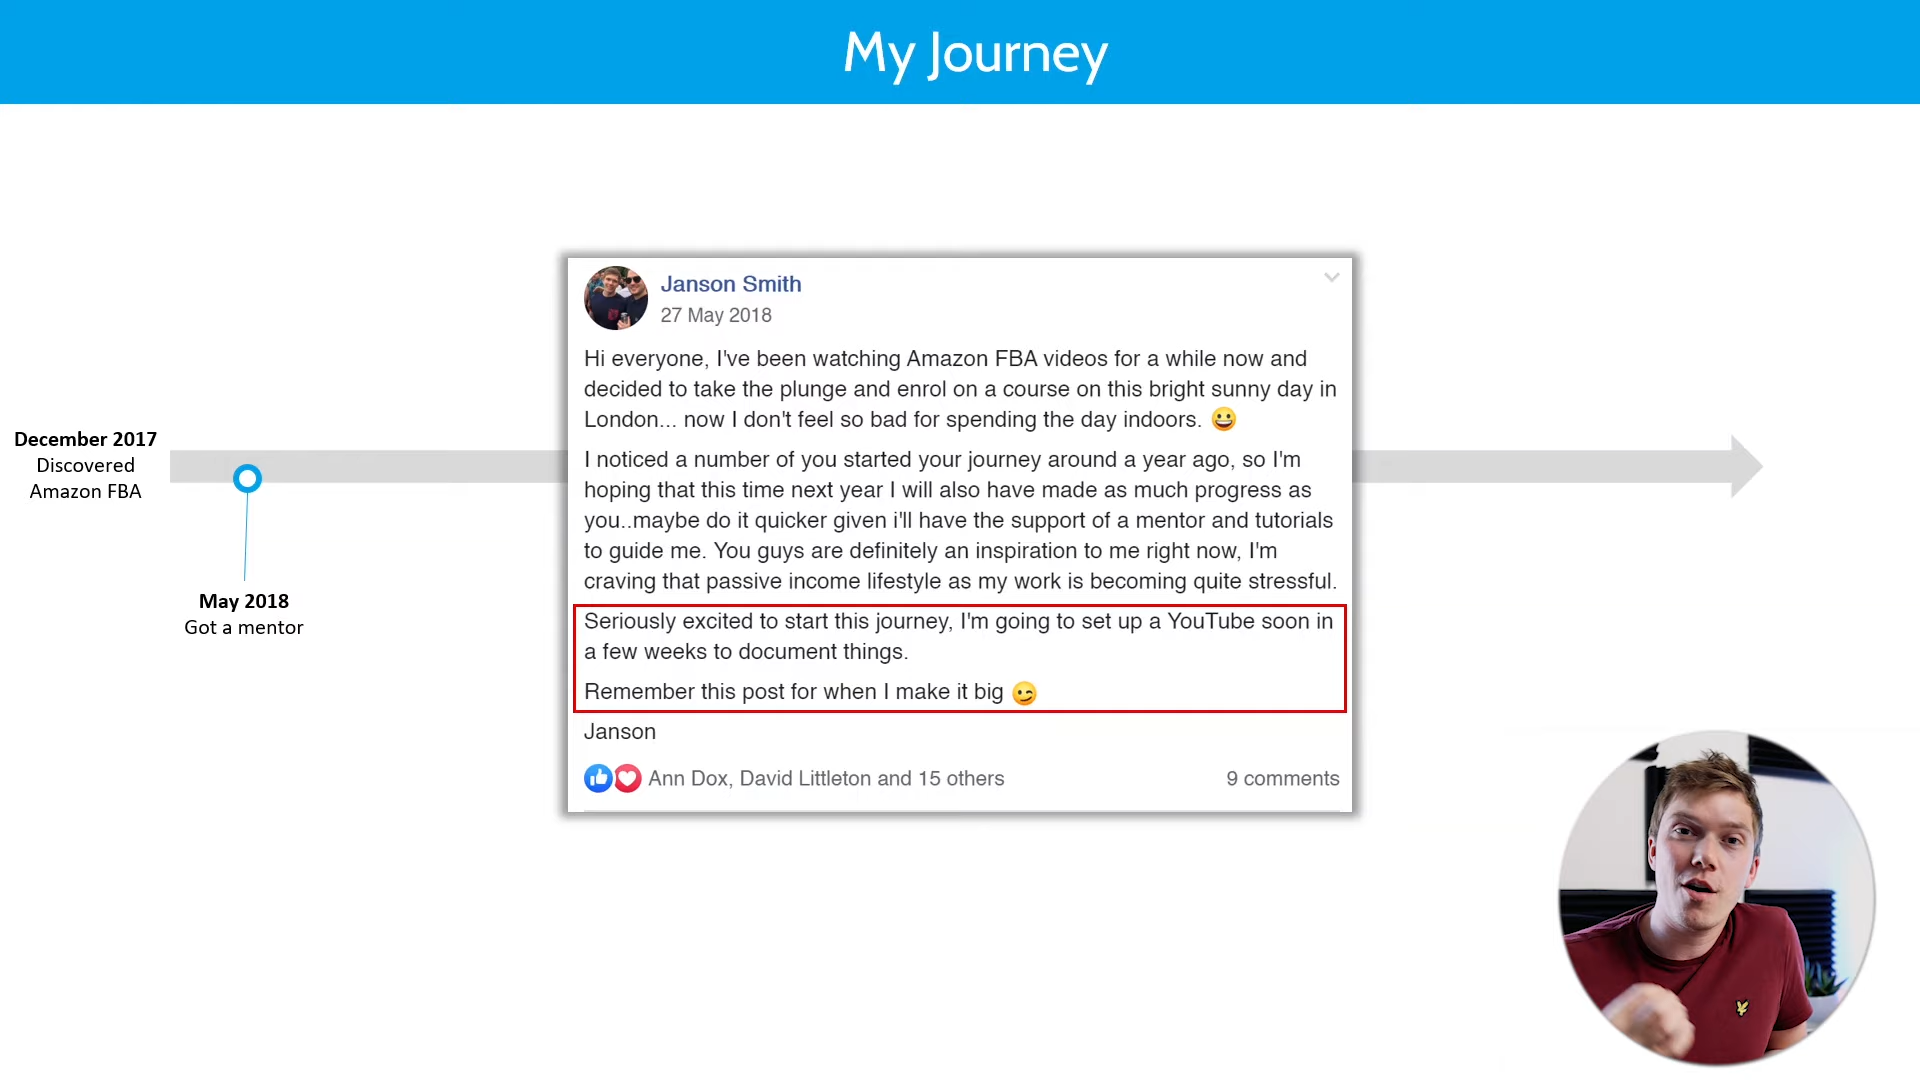 My Journey
Janson Smith
27 May 2018
Hi everyone, I've been watching Amazon FBA videos for a while now and
decided to take the plunge and enrol on a course on this bright sunny day in
London... now I don't feel so bad for spending the day indoors. 😀
I noticed a number of you started your journey around a year ago, so I'm
hoping that this time next year I will also have made as much progress as
you..maybe do it quicker given i'll have the support of a mentor and tutorials
to guide me. You guys are definitely an inspiration to me right now, I'm
craving that passive income lifestyle as my work is becoming quite stressful.
Seriously excited to start this journey, I'm going to set up a YouTube soon in
a few weeks to document things.
Remember this post for when I make it big 😉
Janson
Ann Dox, David Littleton and 15 others
9 comments
December 2017
Discovered
Amazon FBA
May 2018
Got a mentor